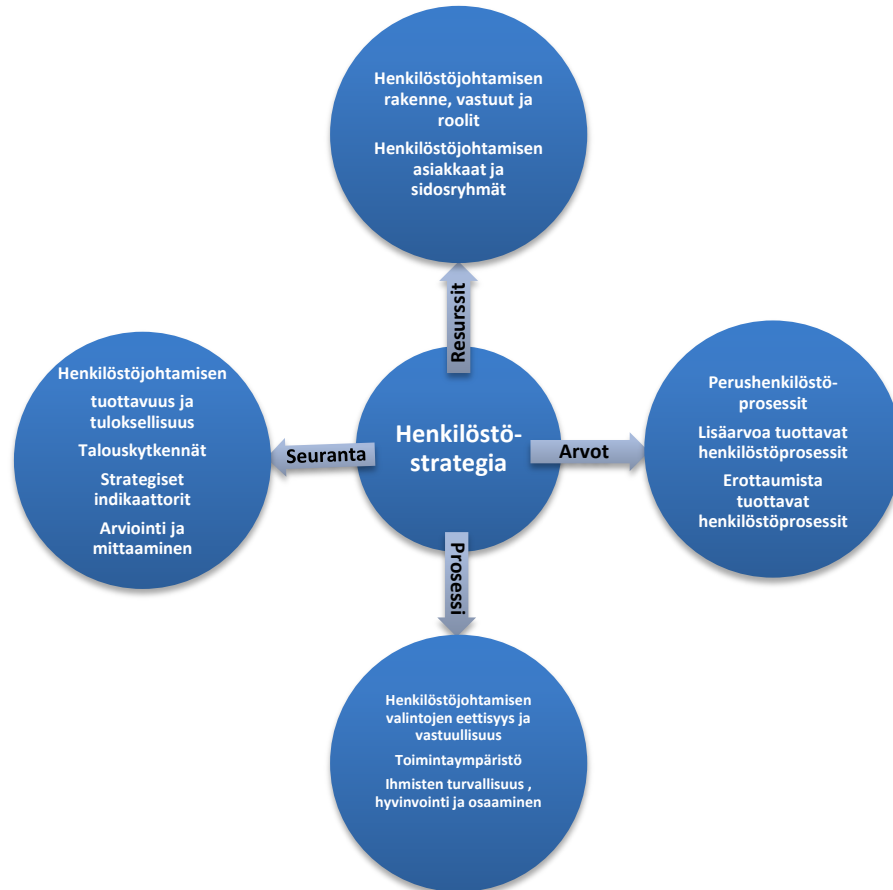 Henkilöstöjohtamisen
rakenne, vastuut ja
roolit
Henkilöstöjohtamisen
asiakkaat ja
sidosryhmät
Resurssit
Henkilöstöjohtamisen
tuottavuus ja
tuloksellisuus
Talouskytkennät
Strategiset
indikaattorit
Arviointi ja
mittaaminen
Seuranta
Henkilöstö-
strategia
Arvot
Perushenkilöstö-
prosessit
Lisäarvoa tuottavat
henkilöstöprosessit
Erottaumista
tuottavat
henkilöstöprosessit
Prosessi
Henkilöstöjohtamisen
valintojen eettisyys ja
vastuullisuus
Toimintaympäristö
Ihmisten turvallisuus ,
hyvinvointi ja osaaminen